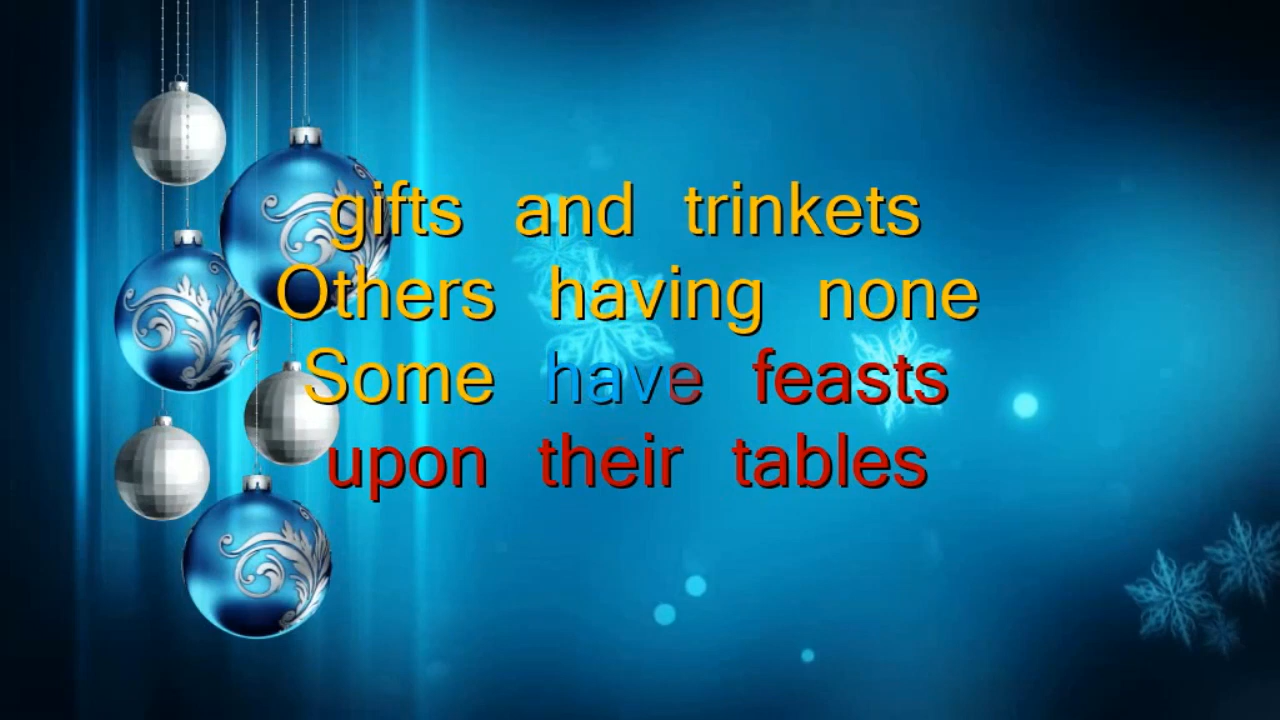 gifts and trinkets
Others having none
Some have feasts
upon their tables